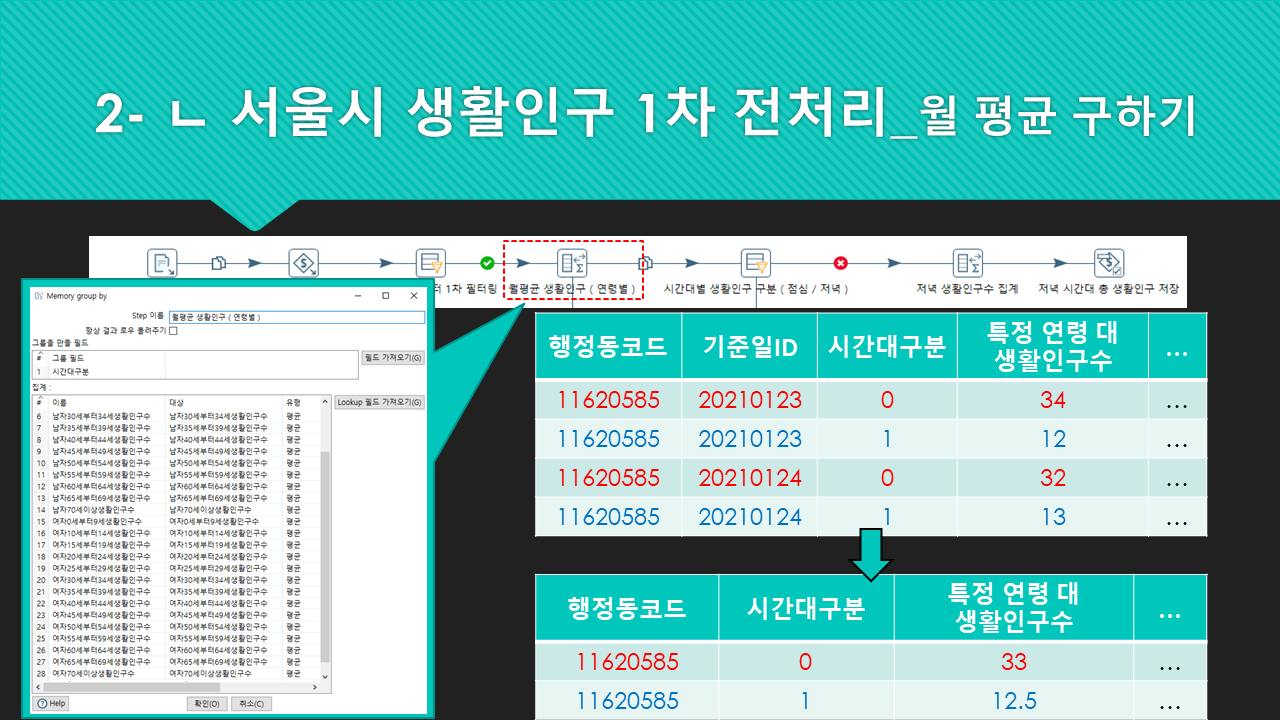 2- ㄴ 서울시 생활인구 1차 전처리_월 평균 구하기
터 1차 필터링
월평균 생활인구 ( 연령별 )
시간대별 생활인구 구분 ( 점심 / 저녁 )
저녁 생활인구수 집계
저녁 시간대 총 생활인구 저장
Memory group by
Step 이름 월평균 생활인구 ( 연령별 )
항상 결과 로우 돌려주기
그룹을 만들 필드
# 그룹 필드
1 시간대구분
필드 가져오기(G)
집계 :
# 이름 대상 유형
Lookup 필드 가져오기(G)
6 남자30세부터34세생활인구수 남자30세부터34세생활인구수 평균
7 남자35세부터39세생활인구수 남자35세부터39세생활인구수 평균
8 남자40세부터44세생활인구수 남자40세부터44세생활인구수 평균
9 남자45세부터49세생활인구수 남자45세부터49세생활인구수 평균
10 남자50세부터54세생활인구수 남자50세부터54세생활인구수 평균
11 남자55세부터59세생활인구수 남자55세부터59세생활인구수 평균
12 남자60세부터64세생활인구수 남자60세부터64세생활인구수 평균
13 남자65세부터69세생활인구수 남자65세부터69세생활인구수 평균
14 남자70세이상생활인구수 남자70세이상생활인구수 평균
15 여자0세부터9세생활인구수 여자0세부터9세생활인구수 평균
16 여자10세부터14세생활인구수 여자10세부터14세생활인구수 평균
17 여자15세부터19세생활인구수 여자15세부터19세생활인구수 평균
18 여자20세부터24세생활인구수 여자20세부터24세생활인구수 평균
19 여자25세부터29세생활인구수 여자25세부터29세생활인구수 평균
20 여자30세부터34세생활인구수 여자30세부터34세생활인구수 평균
21 여자35세부터39세생활인구수 여자35세부터39세생활인구수 평균
22 여자40세부터44세생활인구수 여자40세부터44세생활인구수 평균
23 여자45세부터49세생활인구수 여자45세부터49세생활인구수 평균
24 여자50세부터54세생활인구수 여자50세부터54세생활인구수 평균
25 여자55세부터59세생활인구수 여자55세부터59세생활인구수 평균
26 여자60세부터64세생활인구수 여자60세부터64세생활인구수 평균
27 여자65세부터69세생활인구수 여자65세부터69세생활인구수 평균
28 여자70세이상생활인구수 여자70세이상생활인구수 평균
Help 확인(O) 취소(C)
행정동코드 기준일ID 시간대구분 특정 연령 대 ...
생활인구수
11620585 20210123 0 34 ...
11620585 20210123 1 12 ...
11620585 20210124 0 32 ...
11620585 20210124 1 13 ...
행정동코드 시간대구분 특정 연령 대 ...
생활인구수
11620585 0 33 ...
11620585 1 12.5 ...